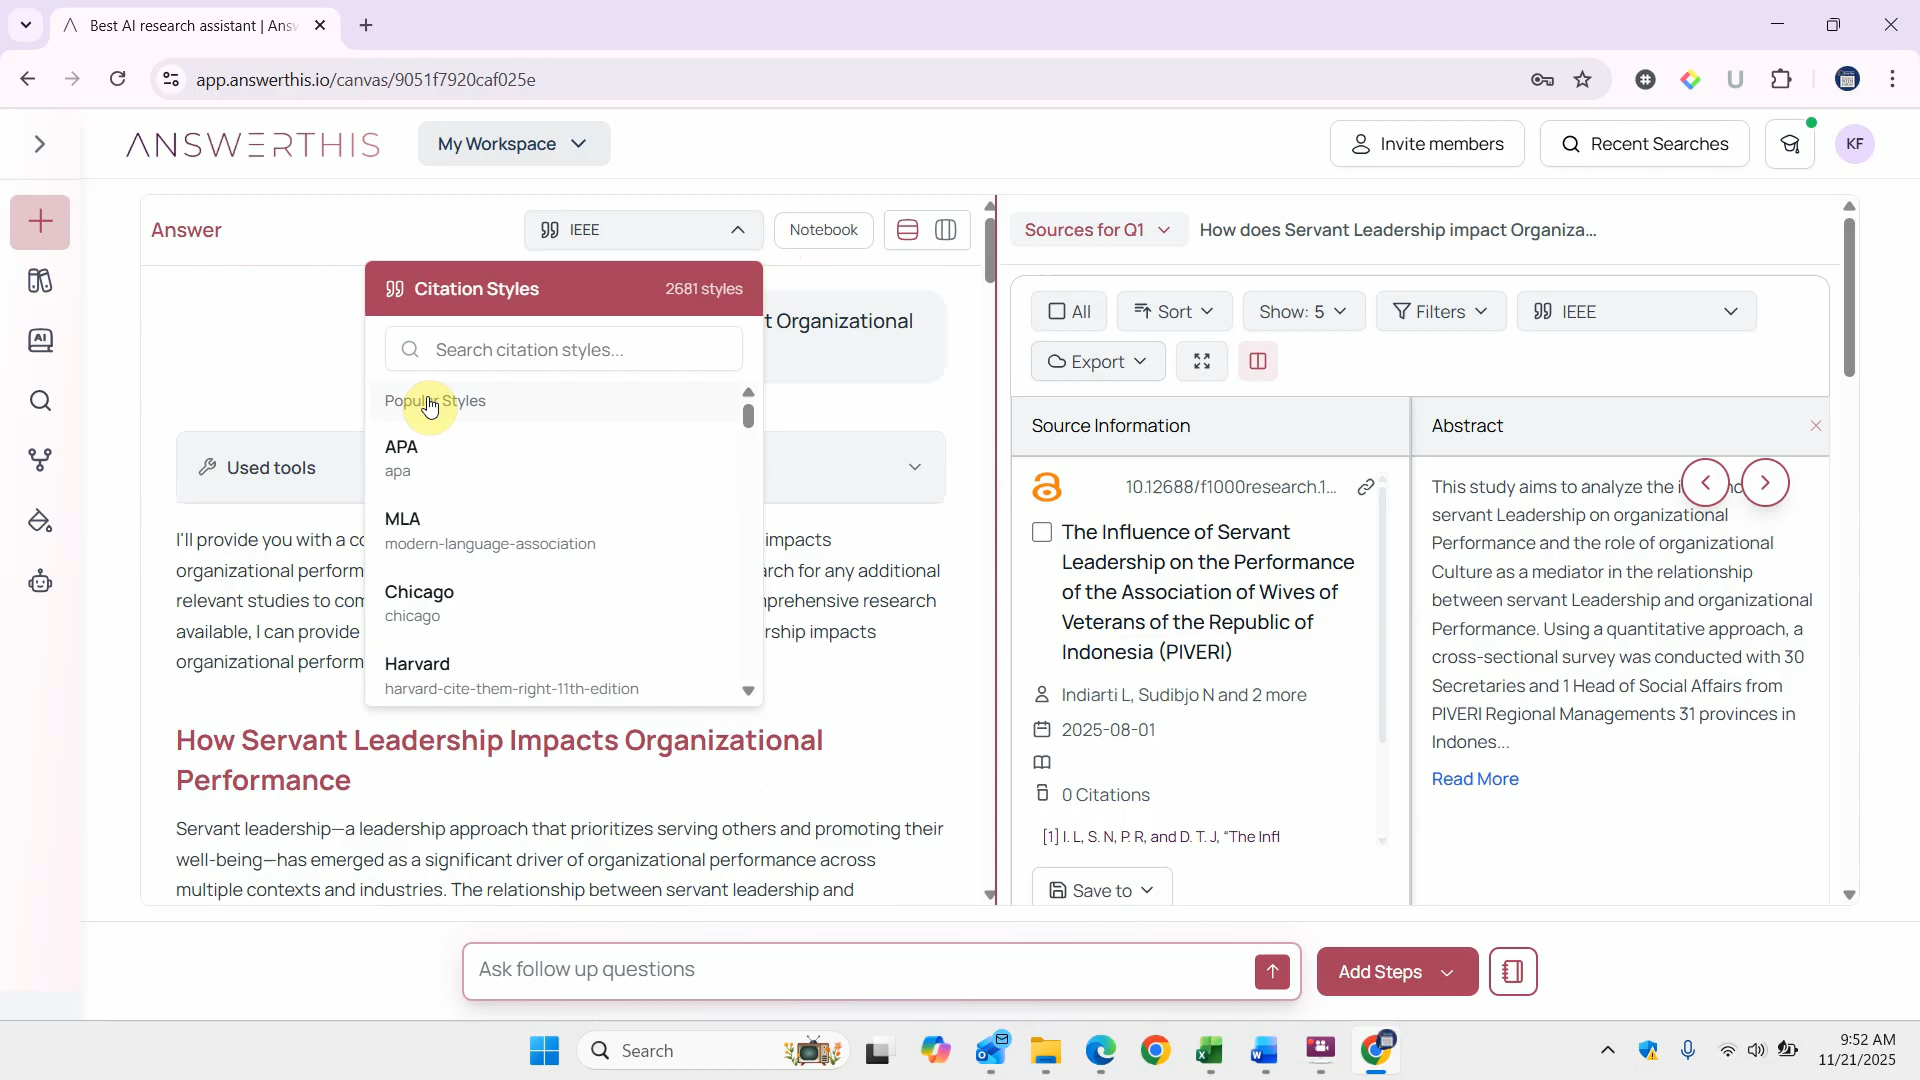 Best AI research assistant | Ans
app.answerthis.io/canvas/9051f7920caf025e
ANSWERTHIS
My Workspace
Invite members
Recent Searches
KF
Answer
IEEE
Notebook
Citation Styles
2681 styles
Search citation styles...
Popular Styles
APA
apa
MLA
modern-language-association
Chicago
chicago
Harvard
harvard-cite-them-right-11th-edition
t Organizational
Used tools
I'll provide you with a co
impacts
organizational perform
arch for any additional
relevant studies to com
prehensive research
available, I can provide
rship impacts
organizational perform
How Servant Leadership Impacts Organizational
Performance
Servant leadership—a leadership approach that prioritizes serving others and promoting their
well-being—has emerged as a significant driver of organizational performance across
multiple contexts and industries. The relationship between servant leadership and
Sources for Q1
How does Servant Leadership impact Organiza...
All
Sort
Show: 5
Filters
IEEE
Export
Source Information
Abstract
10.12688/f1000research.1...
The Influence of Servant
Leadership on the Performance
of the Association of Wives of
Veterans of the Republic of
Indonesia (PIVERI)
Indiarti L, Sudibjo N and 2 more
2025-08-01
0 Citations
[1] I. L, S. N, P. R, and D. T. J, “The Infl
Save to
This study aims to analyze the i
servant Leadership on organizational
Performance and the role of organizational
Culture as a mediator in the relationship
between servant Leadership and organizational
Performance. Using a quantitative approach, a
cross-sectional survey was conducted with 30
Secretaries and 1 Head of Social Affairs from
PIVERI Regional Managements 31 provinces in
Indones...
Read More
Ask follow up questions
Add Steps
Search
9:52 AM
11/21/2025